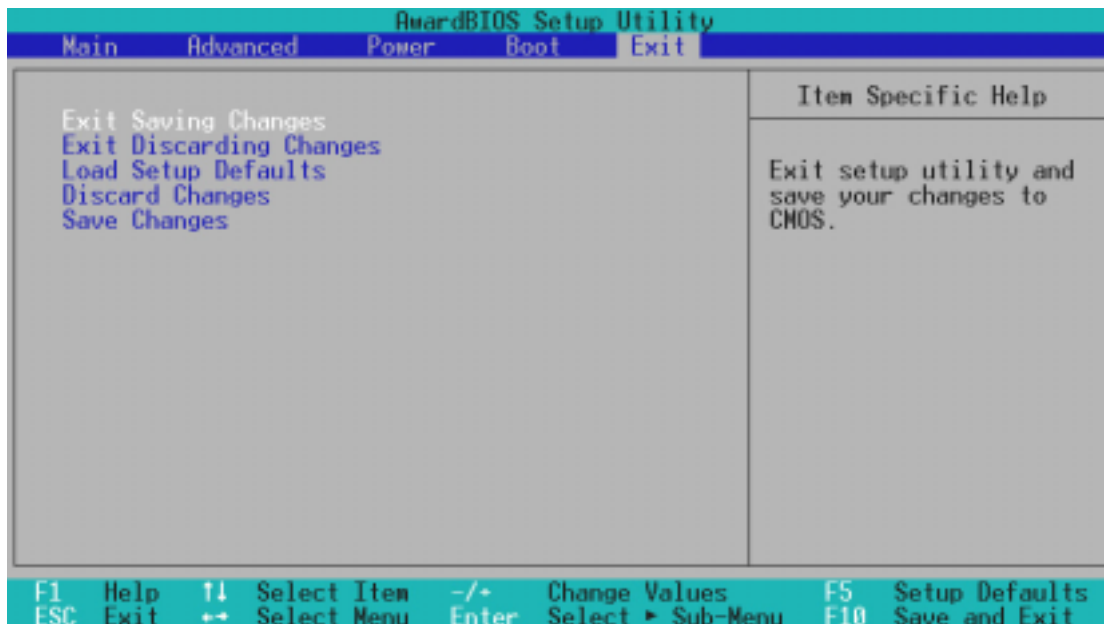 AwardBIOS Setup Utility
Main Advanced Power Boot Exit
Exit Saving Changes
Exit Discarding Changes
Load Setup Defaults
Discard Changes
Save Changes
Item Specific Help
Exit setup utility and
save your changes to
CMOS.
F1 Help ↑↓ Select Item -/+ Change Values F5 Setup Defaults
ESC Exit ←→ Select Menu Enter Select ► Sub-Menu F10 Save and Exit